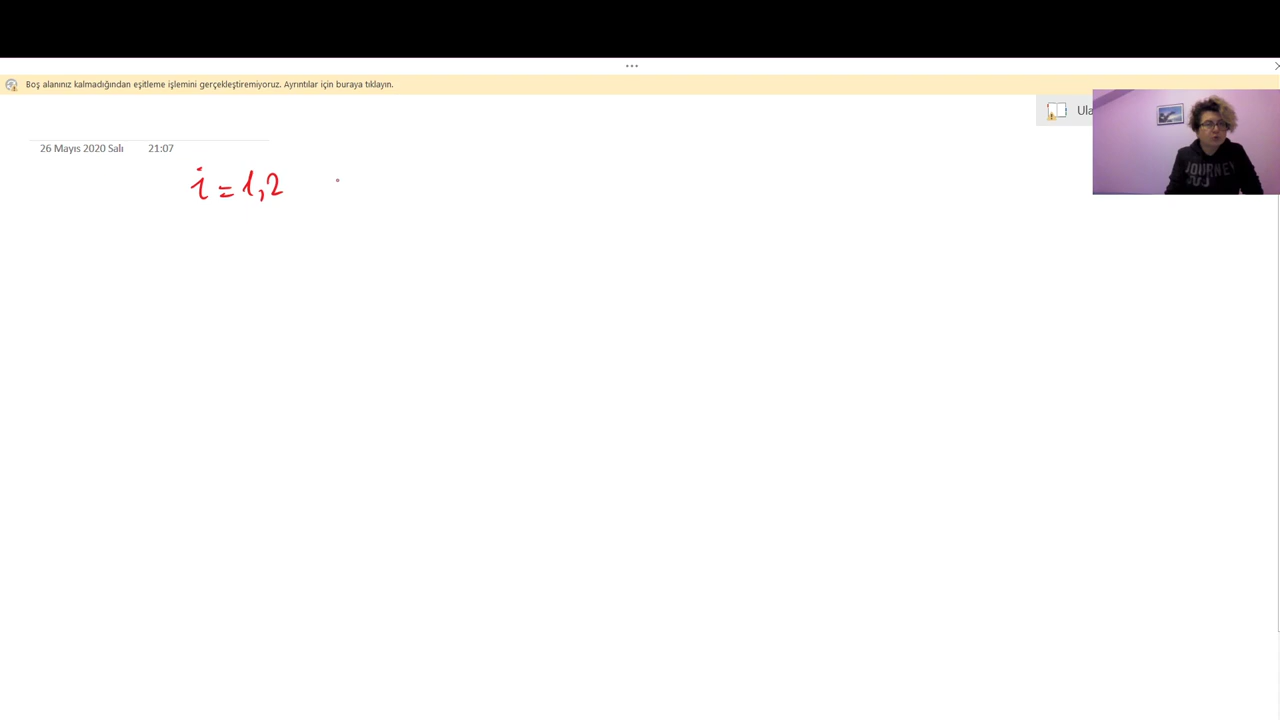 Boş alanınız kalmadığından eşitleme işlemini gerçekleştiremiyoruz. Ayrıntılar için buraya tıklayın.
Ula
26 Mayıs 2020 Salı 21:07
i = 1,2
JOURNEY